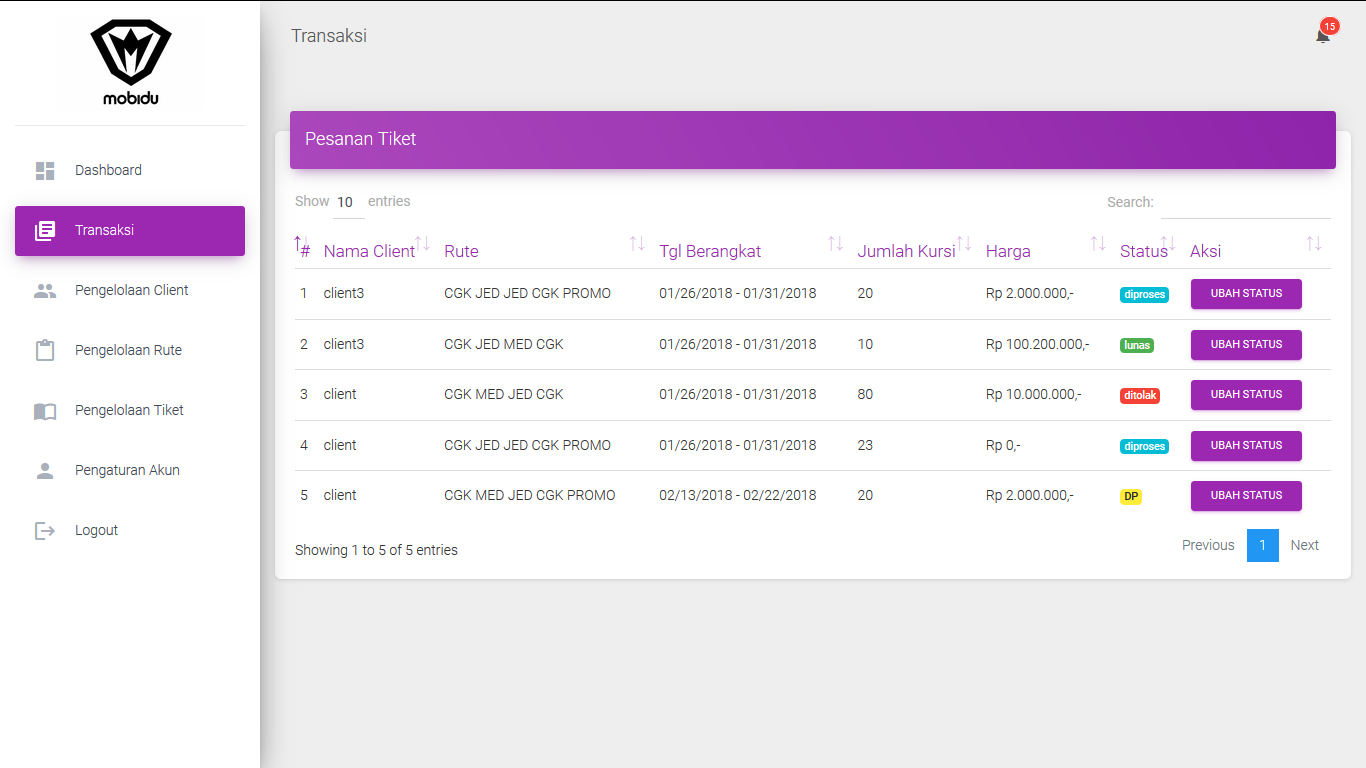 mobidu
Dashboard
Transaksi
Pengelolaan Client
Pengelolaan Rute
Pengelolaan Tiket
Pengaturan Akun
Logout
Transaksi
15
Pesanan Tiket
Show 10 entries
Search:
# Nama Client Rute Tgl Berangkat Jumlah Kursi Harga Status Aksi
1 client3 CGK JED JED CGK PROMO 01/26/2018 - 01/31/2018 20 Rp 2.000.000,- diproses UBAH STATUS
2 client3 CGK JED MED CGK 01/26/2018 - 01/31/2018 10 Rp 100.200.000,- lunas UBAH STATUS
3 client CGK MED JED CGK 01/26/2018 - 01/31/2018 80 Rp 10.000.000,- ditolak UBAH STATUS
4 client CGK JED JED CGK PROMO 01/26/2018 - 01/31/2018 23 Rp 0,- diproses UBAH STATUS
5 client CGK MED JED CGK PROMO 02/13/2018 - 02/22/2018 20 Rp 2.000.000,- DP UBAH STATUS
Showing 1 to 5 of 5 entries
Previous 1 Next